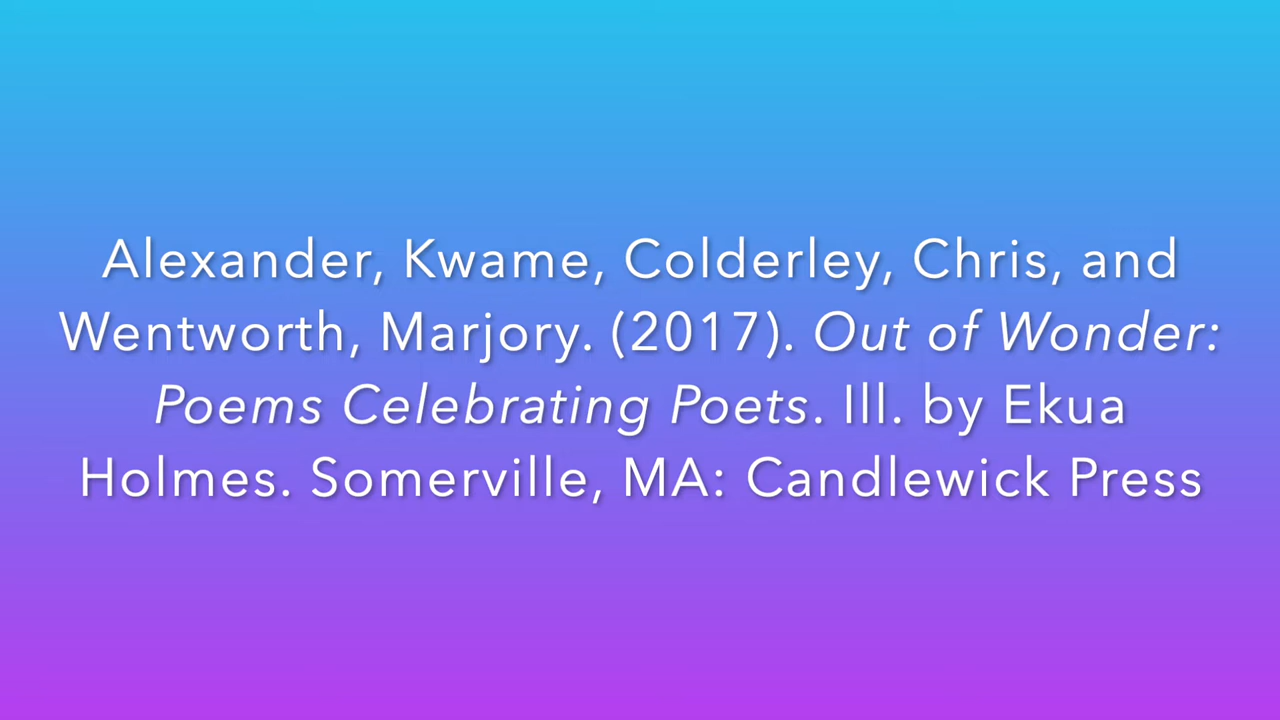 Alexander, Kwame, Colderley, Chris, and
Wentworth, Marjory. (2017). Out of Wonder:
Poems Celebrating Poets. Ill. by Ekua
Holmes. Somerville, MA: Candlewick Press